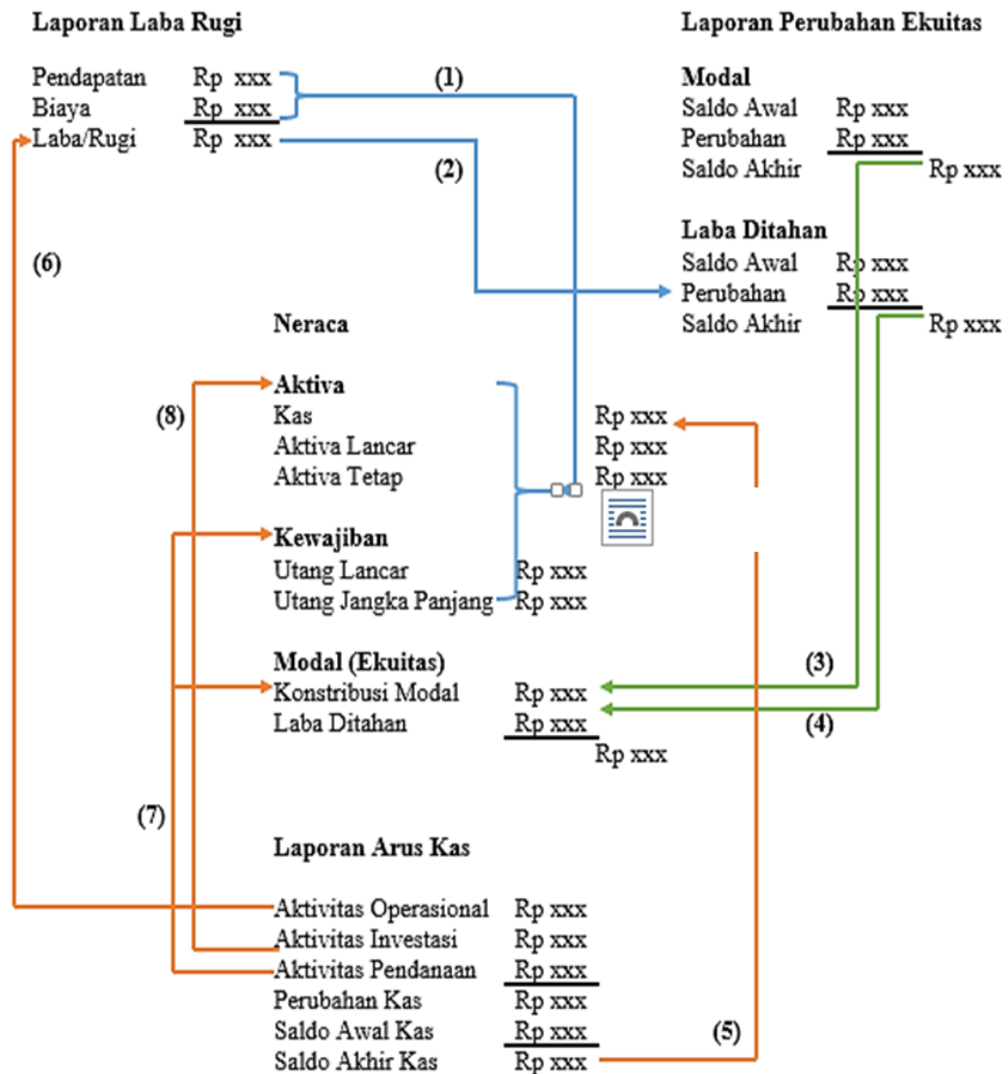 Laporan Laba Rugi
Pendapatan Rp xxx
Biaya Rp xxx
Laba/Rugi Rp xxx
(1)
(2)
(6)
Laporan Perubahan Ekuitas
Modal
Saldo Awal Rp xxx
Perubahan Rp xxx
Saldo Akhir Rp xxx
Laba Ditahan
Saldo Awal Rp xxx
Perubahan Rp xxx
Saldo Akhir Rp xxx
Neraca
Aktiva
(8)
Kas Rp xxx
Aktiva Lancar Rp xxx
Aktiva Tetap Rp xxx
Kewajiban
Utang Lancar Rp xxx
Utang Jangka Panjang Rp xxx
Modal (Ekuitas)
Konstribusi Modal Rp xxx
Laba Ditahan Rp xxx
Rp xxx
(3)
(4)
(7)
Laporan Arus Kas
Aktivitas Operasional Rp xxx
Aktivitas Investasi Rp xxx
Aktivitas Pendanaan Rp xxx
Perubahan Kas Rp xxx
Saldo Awal Kas Rp xxx
Saldo Akhir Kas Rp xxx
(5)